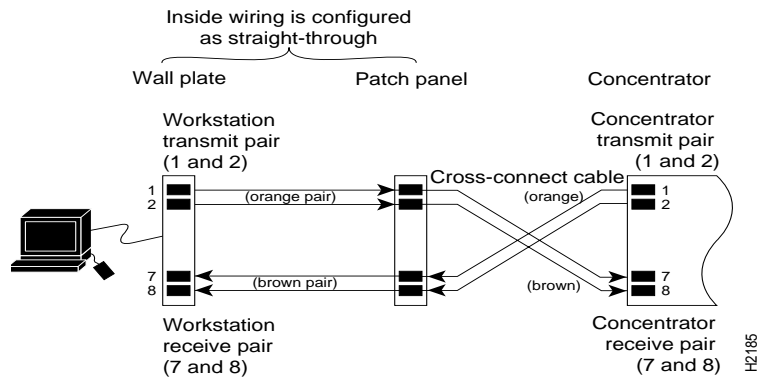 Inside wiring is configured
as straight-through
Wall plate
Patch panel
Concentrator
Workstation
transmit pair
(1 and 2)
Concentrator
transmit pair
(1 and 2)
Cross-connect cable
1
2
(orange pair)
(orange)
1
2
7
8
(brown pair)
(brown)
7
8
Workstation
receive pair
(7 and 8)
Concentrator
receive pair
(7 and 8)
H2185